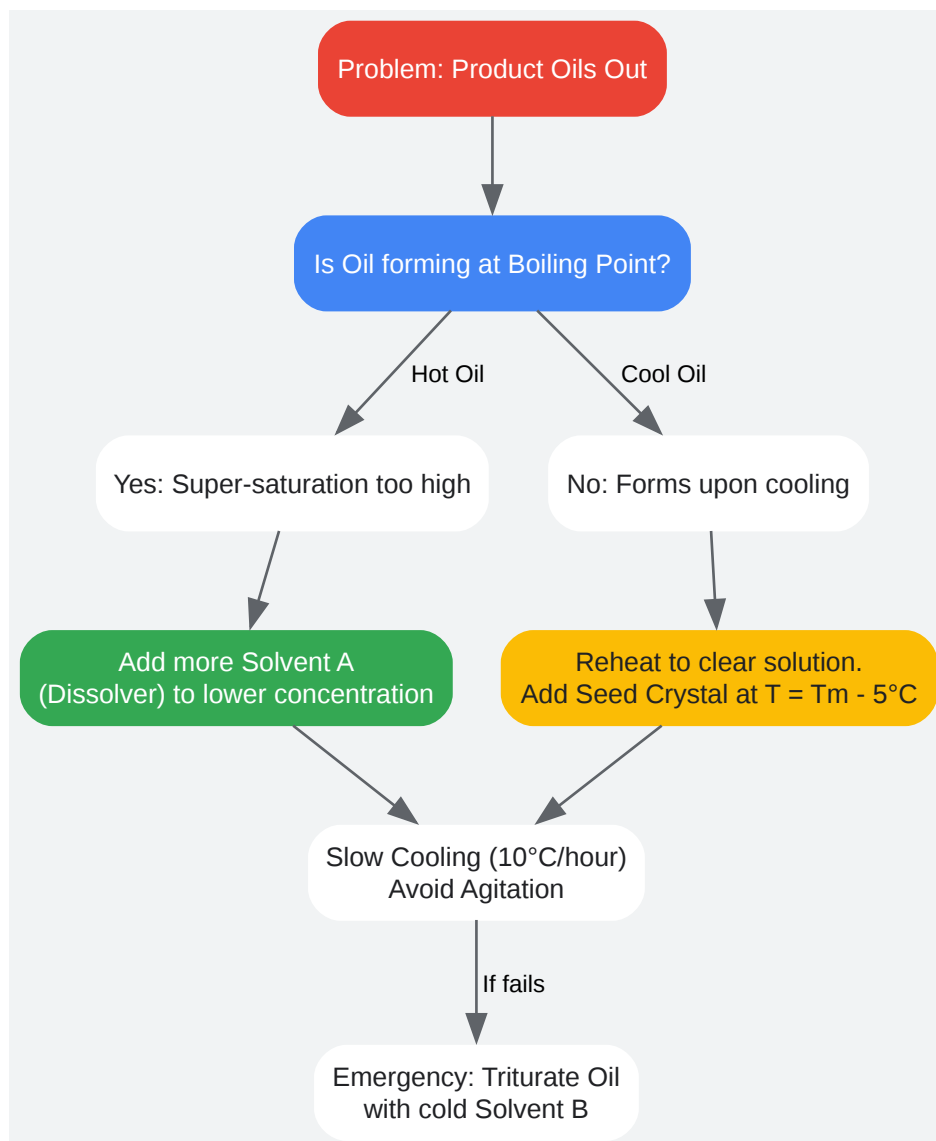 Problem: Product Oils Out
Is Oil forming at Boiling Point?
Hot Oil
Cool Oil
Yes: Super-saturation too high
No: Forms upon cooling
Add more Solvent A
(Dissolver) to lower concentration
Reheat to clear solution.
Add Seed Crystal at T = Tm - 5°C
Slow Cooling (10°C/hour)
Avoid Agitation
If fails
Emergency: Triturate Oil
with cold Solvent B